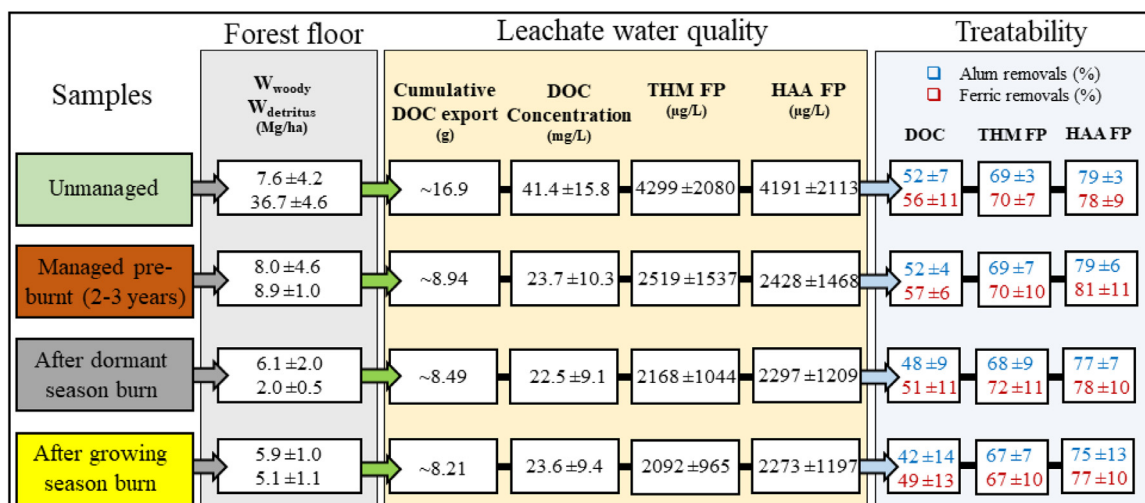 Forest floor
Leachate water quality
Treatability
Samples
W woody
W detritus
(Mg/ha)
Cumulative
DOC export
(g)
DOC
Concentration
(mg/L)
THM FP
(µg/L)
HAA FP
(µg/L)
Alum removals (%)
Ferric removals (%)
DOC
THM FP
HAA FP
Unmanaged
7.6 ±4.2
36.7 ±4.6
~16.9
41.4 ±15.8
4299 ±2080
4191 ±2113
52 ±7
56 ±11
69 ±3
70 ±7
79 ±3
78 ±9
Managed pre-
burnt (2-3 years)
8.0 ±4.6
8.9 ±1.0
~8.94
23.7 ±10.3
2519 ±1537
2428 ±1468
52 ±4
57 ±6
69 ±7
70 ±10
79 ±6
81 ±11
After dormant
season burn
6.1 ±2.0
2.0 ±0.5
~8.49
22.5 ±9.1
2168 ±1044
2297 ±1209
48 ±9
51 ±11
68 ±9
72 ±11
77 ±7
78 ±10
After growing
season burn
5.9 ±1.0
5.1 ±1.1
~8.21
23.6 ±9.4
2092 ±965
2273 ±1197
42 ±14
49 ±13
67 ±7
67 ±10
75 ±13
77 ±10